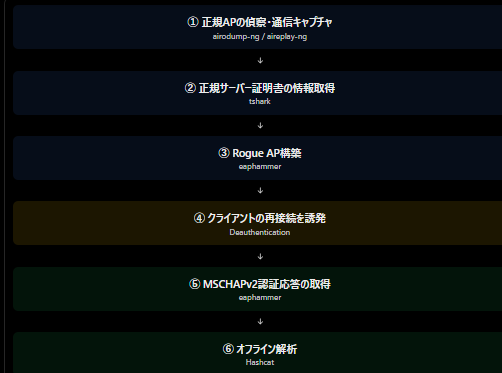 ① 正規APの偵察・通信キャプチャ
airodump-ng / aireplay-ng
↓
② 正規サーバー証明書の情報取得
tshark
↓
③ Rogue AP構築
eaphammer
↓
④ クライアントの再接続を誘発
Deauthentication
↓
⑤ MSCHAPv2認証応答の取得
eaphammer
↓
⑥ オフライン解析
Hashcat